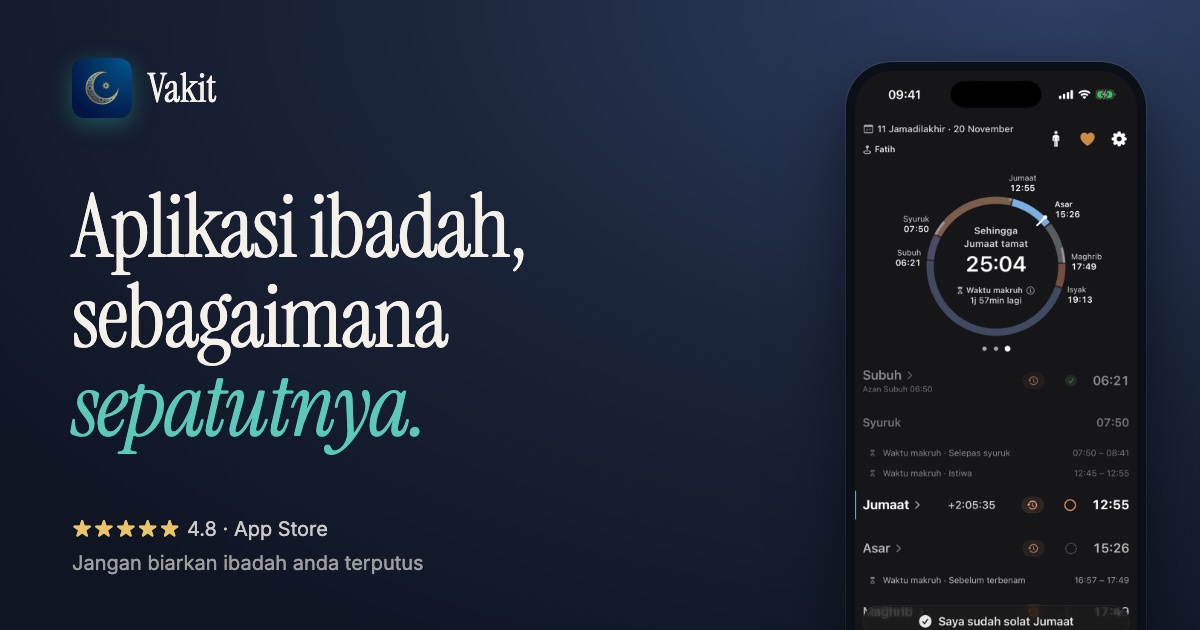 Vakit
Aplikasi ibadah,
sebagaimana
sepatutnya.
4.8 · App Store
Jangan biarkan ibadah anda terputus
09:41
11 Jamadilakhir · 20 November
Fatih
Jumaat
12:55
Asar
15:26
Syuruk
07:50
Subuh
06:21
Maghrib
17:49
Isyak
19:13
Sehingga
Jumaat tamat
25:04
Waktu makruh
1j 57min lagi
Subuh 06:21
Azan Subuh 06:50
Syuruk 07:50
Waktu makruh · Selepas syuruk 07:50 – 08:41
Waktu makruh · Istiwa 12:45 – 12:55
Jumaat +2:05:35 12:55
Asar 15:26
Waktu makruh · Sebelum terbenam 16:57 – 17:49
Maghrib 17:49
Saya sudah solat Jumaat